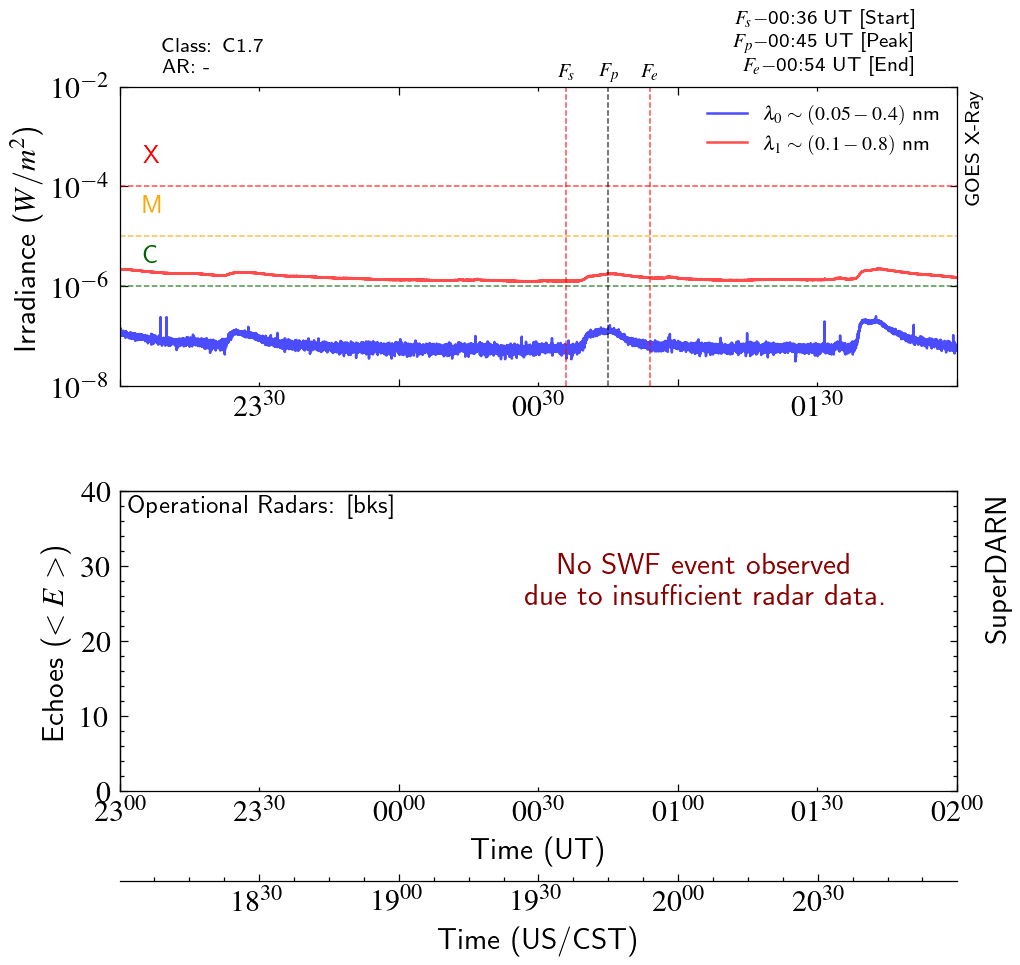 F_s−00:36 UT [Start]
Class: C1.7
F_p−00:45 UT [Peak]
AR: -
F_e−00:54 UT [End]
F_s F_p F_e
10^−2
λ_0 ∼ (0.05 − 0.4) nm
λ_1 ∼ (0.1 − 0.8) nm
GOES X-Ray
X
10^−4
M
C
10^−6
10^−8
Irradiance (W/m^2)
23^30 00^30 01^30
40
Operational Radars: [bks]
No SWF event observed
due to insufficient radar data.
30
20
10
0
Echoes (< E >)
SuperDARN
23^00 23^30 00^00 00^30 01^00 01^30 02^00
Time (UT)
18^30 19^00 19^30 20^00 20^30
Time (US/CST)